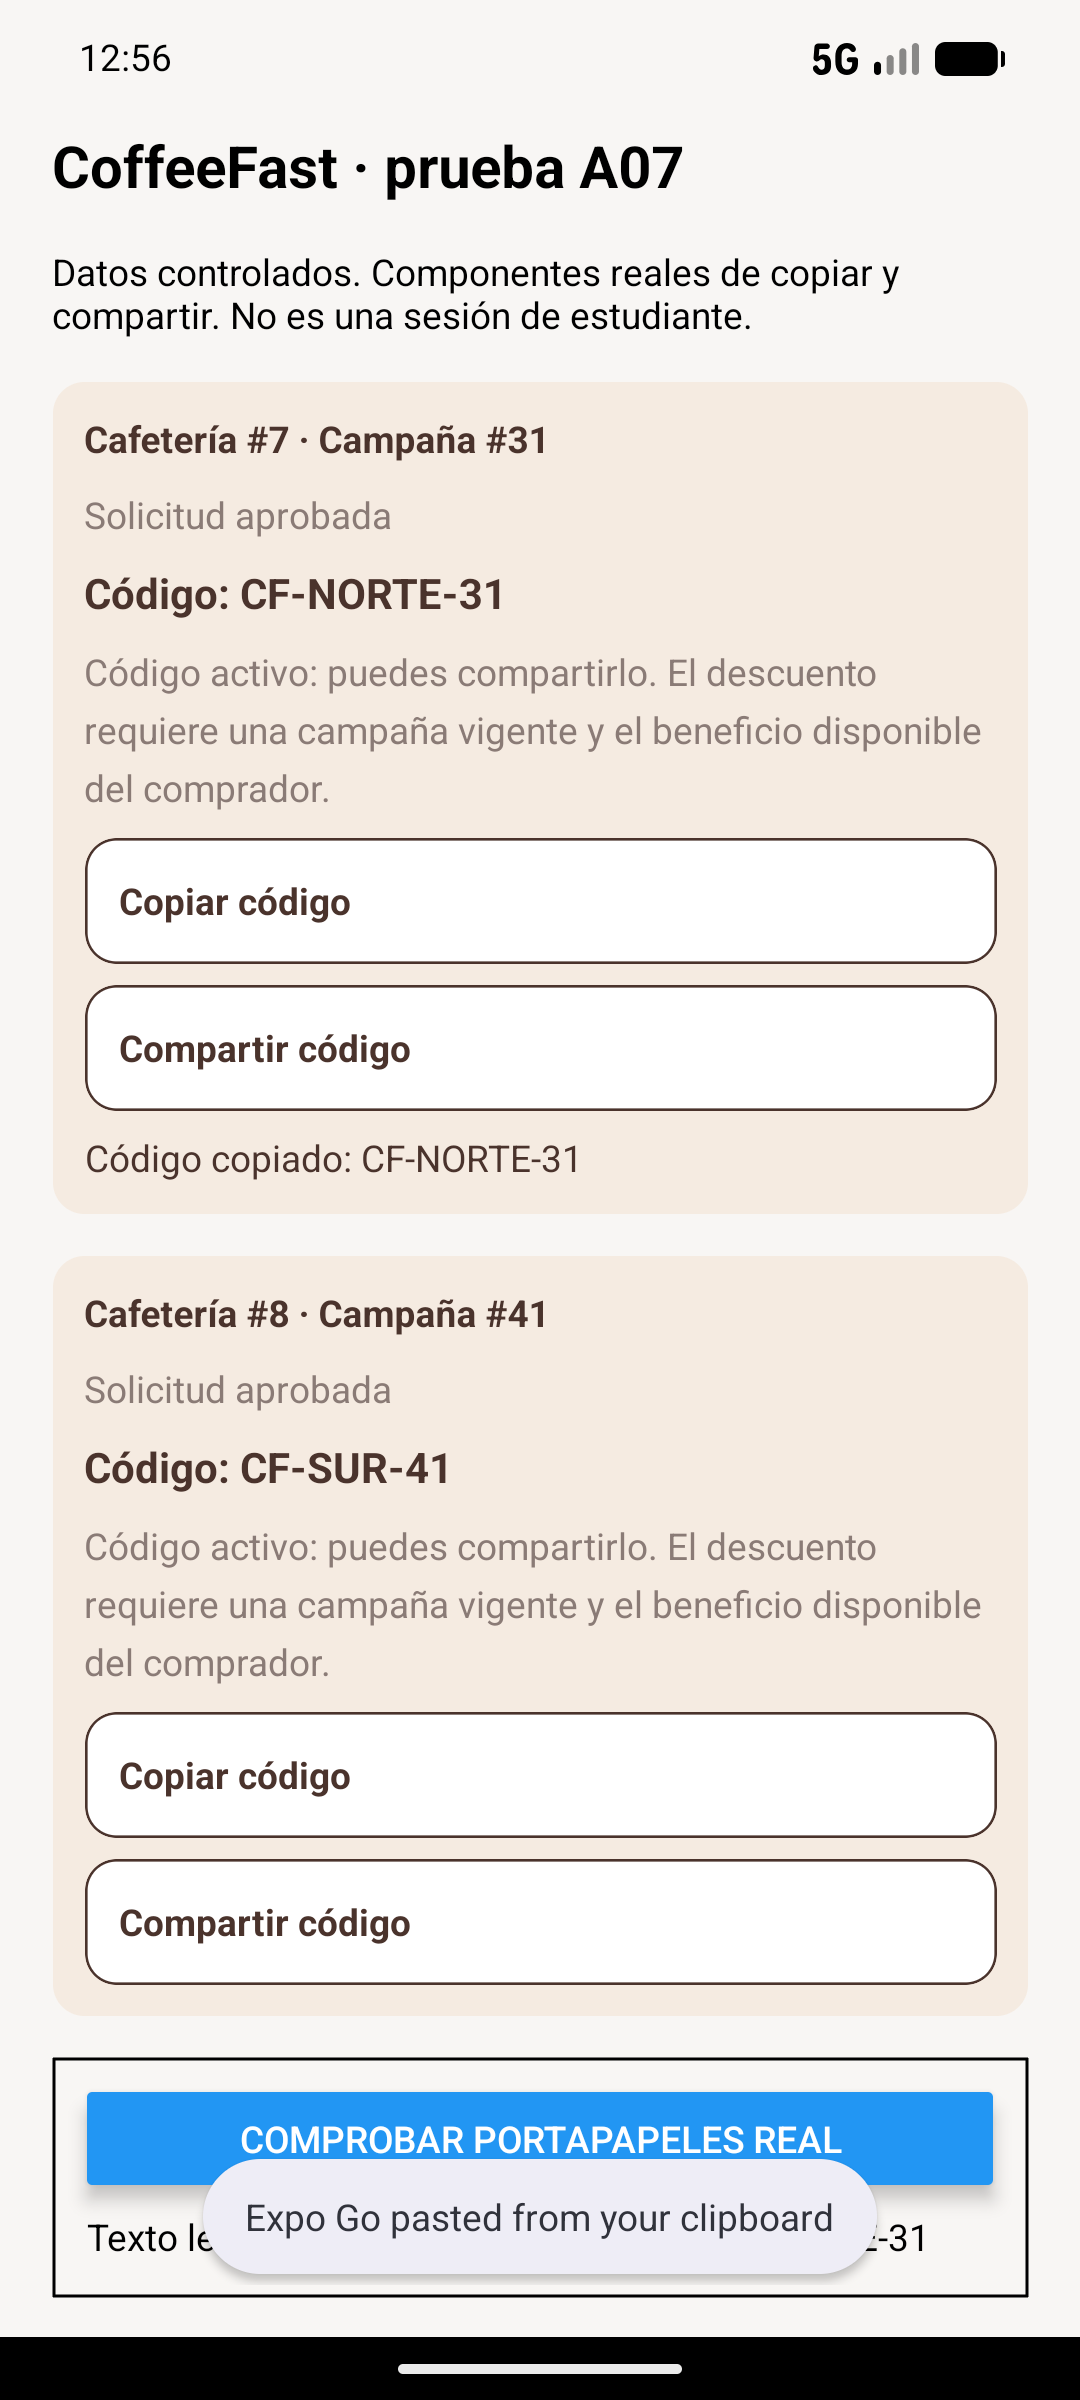 12:56
5G
CoffeeFast · prueba A07
Datos controlados. Componentes reales de copiar y
compartir. No es una sesión de estudiante.
Cafetería #7 · Campaña #31
Solicitud aprobada
Código: CF-NORTE-31
Código activo: puedes compartirlo. El descuento
requiere una campaña vigente y el beneficio disponible
del comprador.
Copiar código
Compartir código
Código copiado: CF-NORTE-31
Cafetería #8 · Campaña #41
Solicitud aprobada
Código: CF-SUR-41
Código activo: puedes compartirlo. El descuento
requiere una campaña vigente y el beneficio disponible
del comprador.
Copiar código
Compartir código
COMPROBAR PORTAPAPELES REAL
Expo Go pasted from your clipboard
Texto